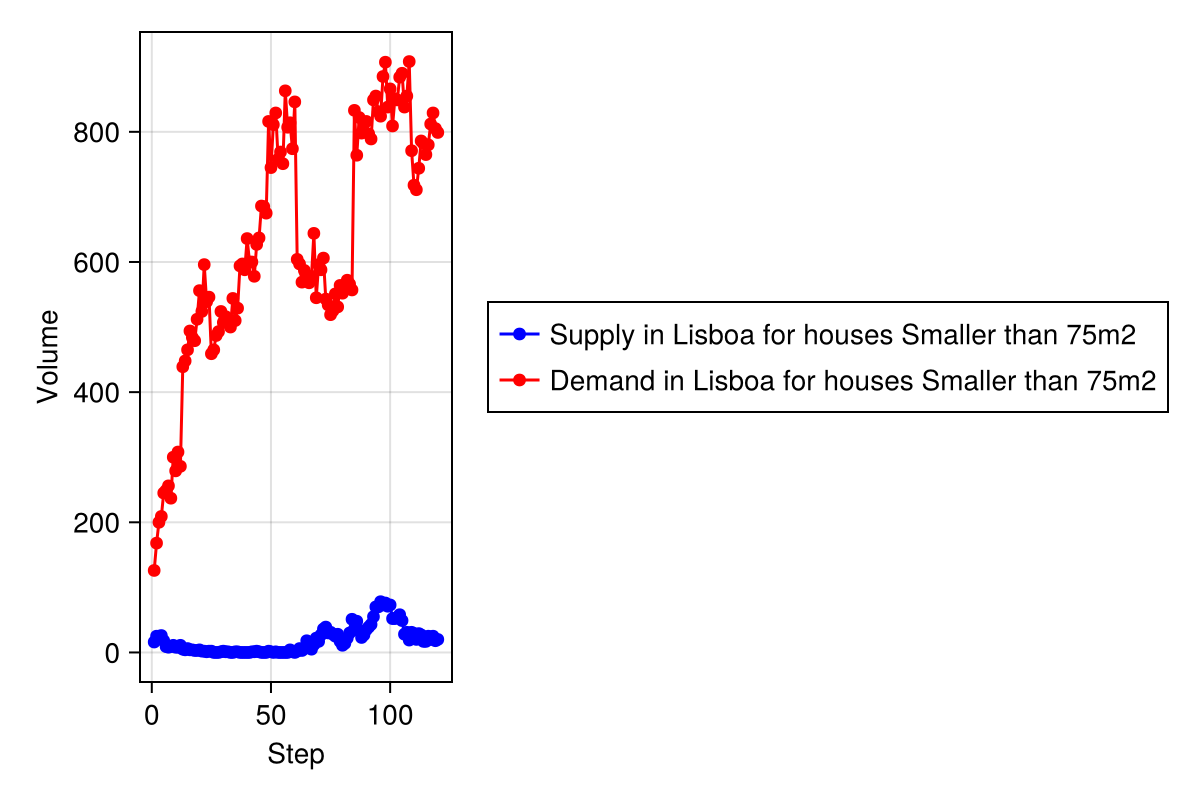 800
600
400
200
0
Volume
0 50 100
Step
Supply in Lisboa for houses Smaller than 75m2
Demand in Lisboa for houses Smaller than 75m2